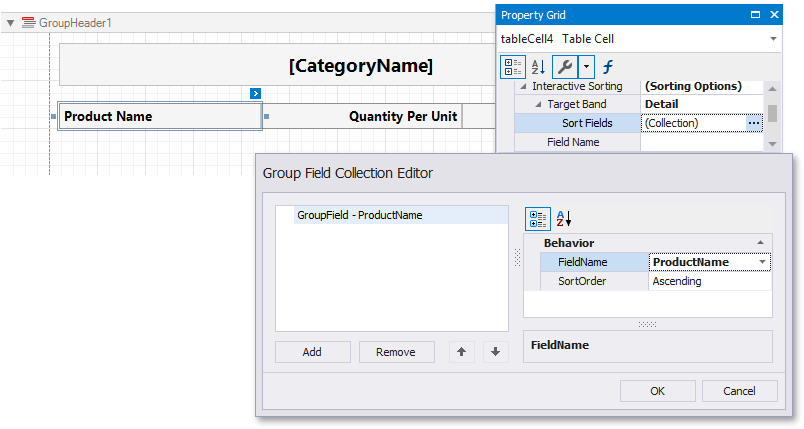 GroupHeader1
[CategoryName]
Product Name
Quantity Per Unit
Property Grid
tableCell4 Table Cell
Interactive Sorting (Sorting Options)
Target Band Detail
Sort Fields (Collection) ...
Field Name
Group Field Collection Editor
GroupField - ProductName
Add
Remove
A
Z
Behavior
FieldName ProductName
SortOrder Ascending
FieldName
OK
Cancel